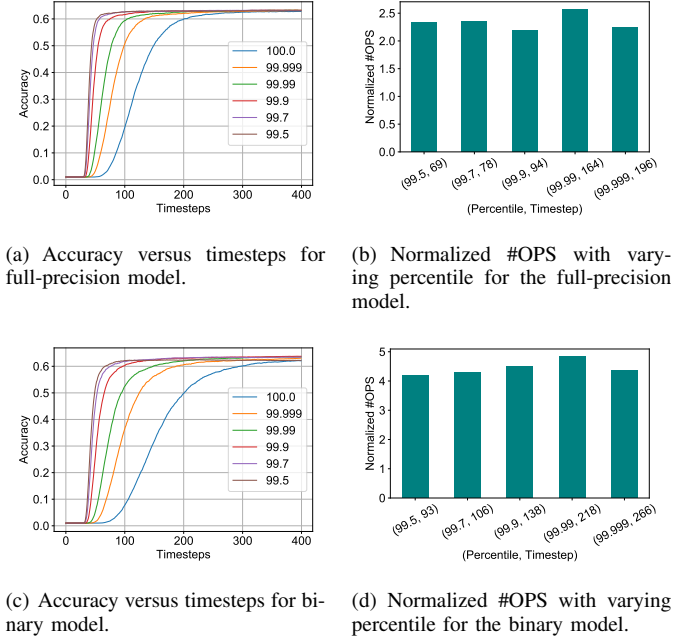 0.6
0.5
0.4
0.3
0.2
0.1
0.0
Accuracy
0 100 200 300 400
Timesteps
100.0
99.999
99.99
99.9
99.7
99.5
2.5
2.0
1.5
1.0
0.5
0.0
Normalized #OPS
(99.5, 69) (99.7, 78) (99.9, 94) (99.99, 164) (99.999, 196)
(Percentile, Timestep)
(a) Accuracy versus timesteps for
full-precision model.
(b) Normalized #OPS with vary-
ing percentile for the full-precision
model.
0.6
0.5
0.4
0.3
0.2
0.1
0.0
Accuracy
0 100 200 300 400
Timesteps
100.0
99.999
99.99
99.9
99.7
99.5
5
4
3
2
1
0
Normalized #OPS
(99.5, 93) (99.7, 106) (99.9, 138) (99.99, 218) (99.999, 266)
(Percentile, Timestep)
(c) Accuracy versus timesteps for bi-
nary model.
(d) Normalized #OPS with varying
percentile for the binary model.